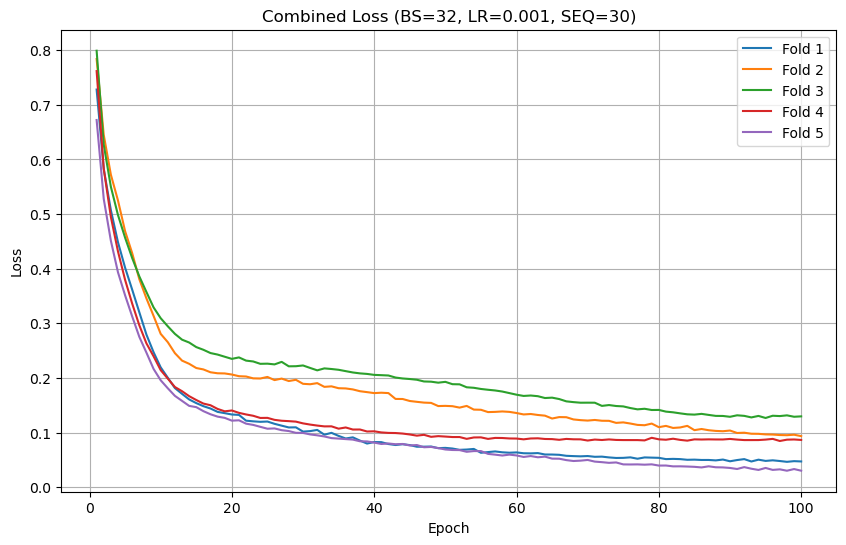 Combined Loss (BS=32, LR=0.001, SEQ=30)
Fold 1
Fold 2
Fold 3
Fold 4
Fold 5
Loss
0.8
0.7
0.6
0.5
0.4
0.3
0.2
0.1
0.0
0 20 40 60 80 100
Epoch